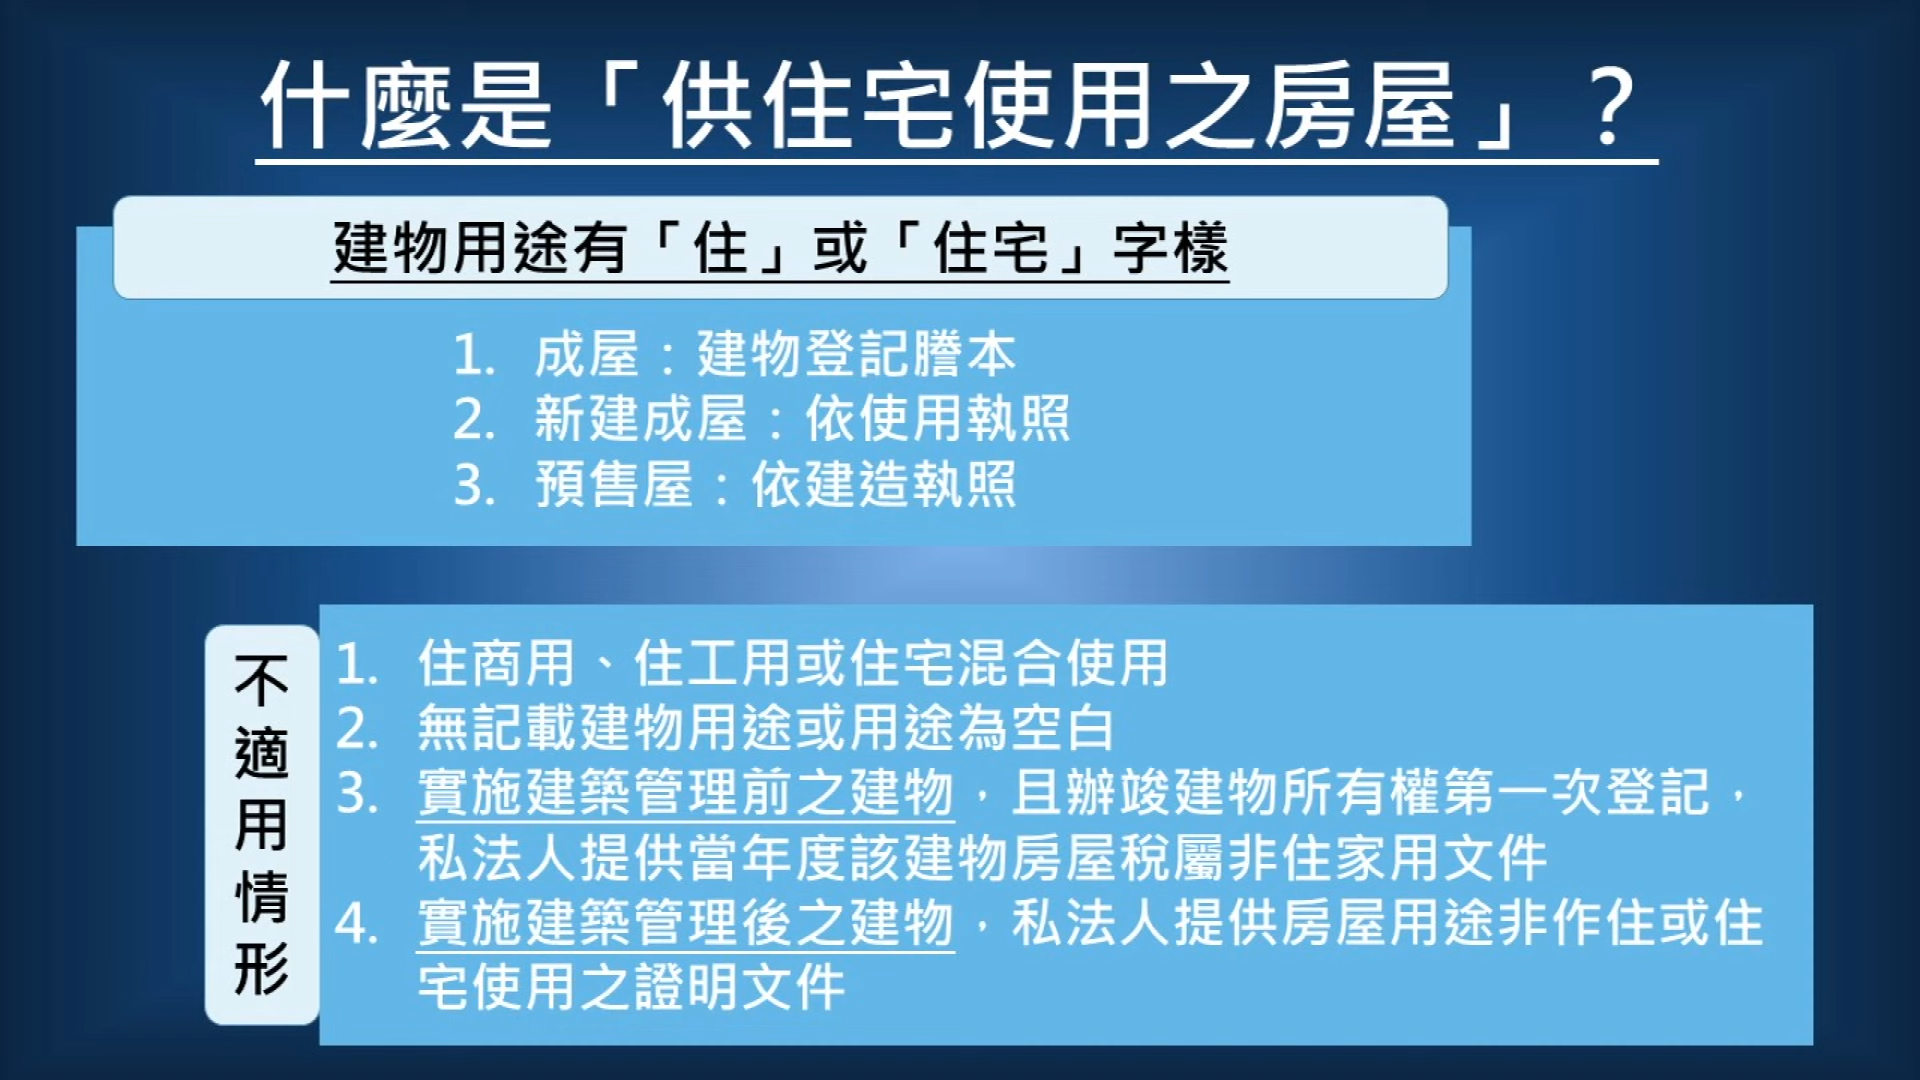 什麼是「供住宅使用之房屋」？
建物用途有「住」或「住宅」字樣
1. 成屋：建物登記謄本
2. 新建成屋：依使用執照
3. 預售屋：依建造執照
不適用情形
1. 住商用、住工用或住宅混合使用
2. 無記載建物用途或用途為空白
3. 實施建築管理前之建物，且辦竣建物所有權第一次登記，
私法人提供當年度該建物房屋稅屬非住家用文件
4. 實施建築管理後之建物，私法人提供房屋用途非作住或住
宅使用之證明文件